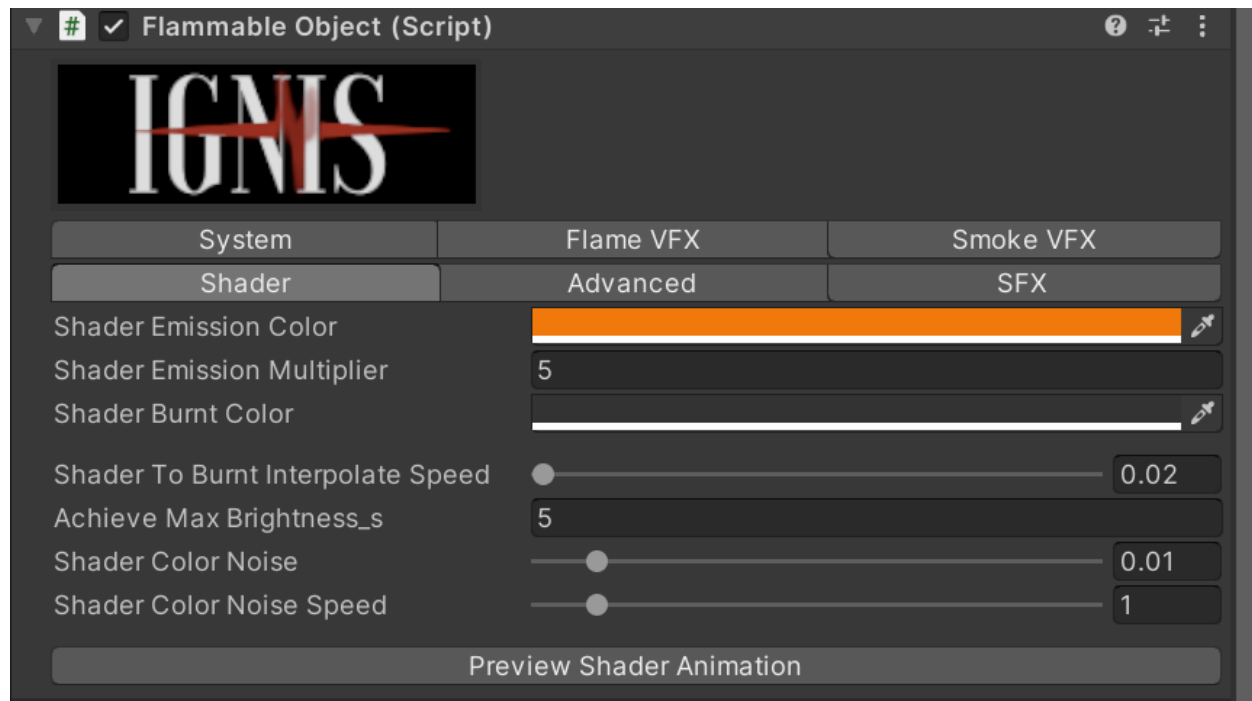 # Flammable Object (Script)
IGNIS
System Flame VFX Smoke VFX
Shader Advanced SFX
Shader Emission Color
Shader Emission Multiplier 5
Shader Burnt Color
Shader To Burnt Interpolate Speed 0.02
Achieve Max Brightness_s 5
Shader Color Noise 0.01
Shader Color Noise Speed 1
Preview Shader Animation